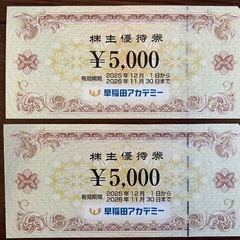 株主優待券
￥5,000
有効期間 2025年12月 1日から
2026年11月30日まで
早稲田アカデミー
株主優待券
￥5,000
有効期間 2025年12月 1日から
2026年11月30日まで
早稲田アカデミー